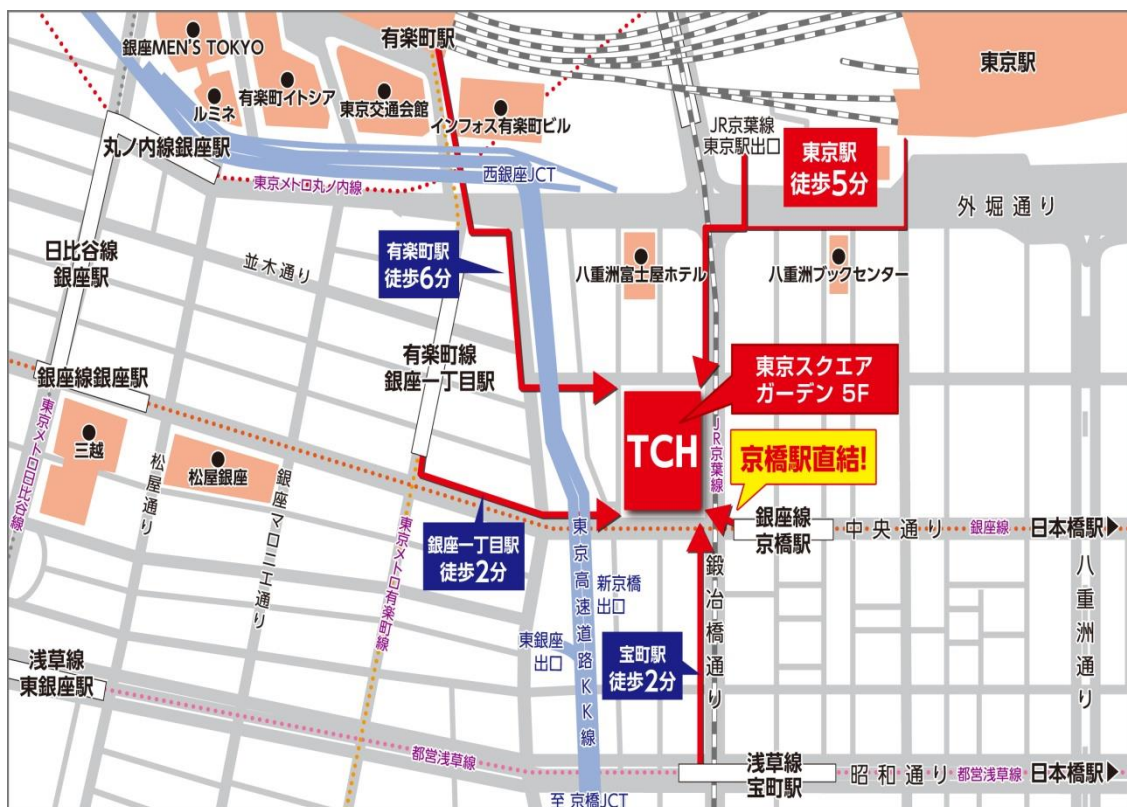 銀座MEN'S TOKYO
ルミネ
有楽町イトシア
東京交通会館
有楽町駅
インフォス有楽町ビル
東京駅
JR京葉線
東京駅出口
東京駅
徒歩5分
丸ノ内線銀座駅
東京メトロ丸ノ内線
西銀座JCT
外堀通り
日比谷線
銀座駅
並木通り
有楽町駅
徒歩6分
八重洲富士屋ホテル
八重洲ブックセンター
有楽町線
銀座一丁目駅
東京スクエア
ガーデン 5F
銀座線銀座駅
TCH
JR京葉線
京橋駅直結!
三越
松屋銀座
東京メトロ日比谷線
松屋通り
銀座マロニエ通り
東京メトロ有楽町線
銀座一丁目駅
徒歩2分
銀座線
京橋駅
中央通り
銀座線
日本橋駅▶
東京高速道路KK線
新京橋
出口
東銀座
出口
鍛冶橋通り
八重洲通り
宝町駅
徒歩2分
浅草線
東銀座駅
都営浅草線
浅草線
宝町駅
昭和通り
都営浅草線
日本橋駅▶
至 京橋JCT